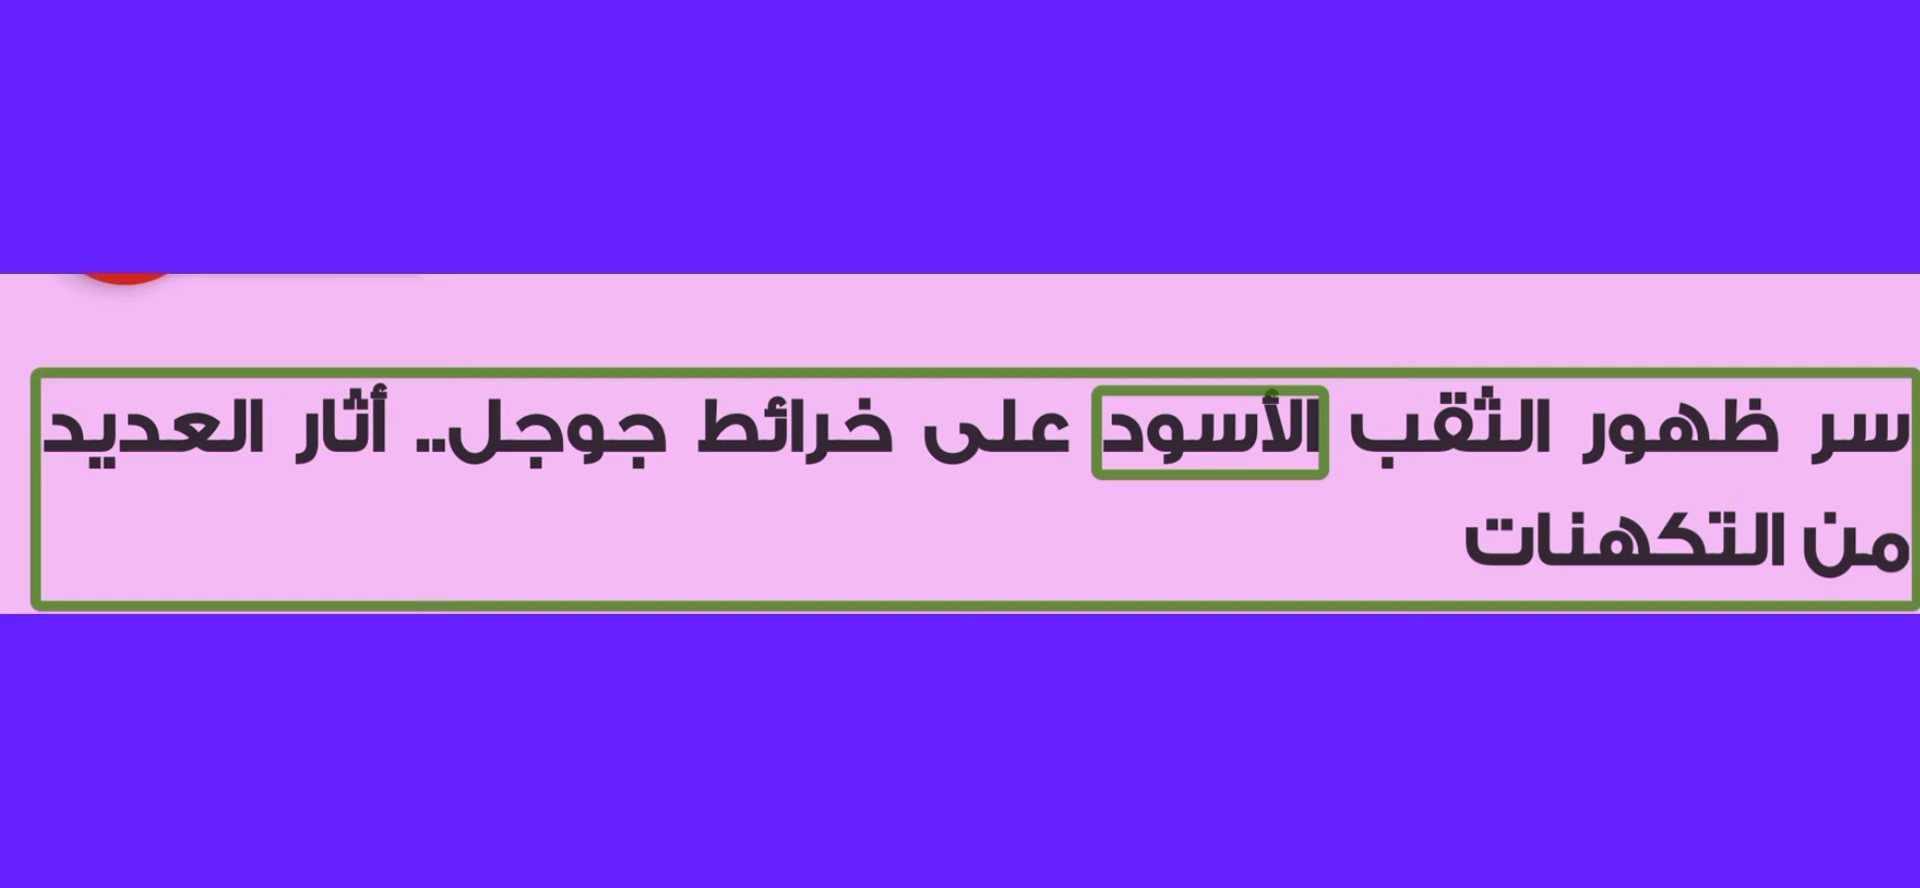 سر ظهور الثقب الأسود على خرائط جوجل.. أثار العديد
من التكهنات